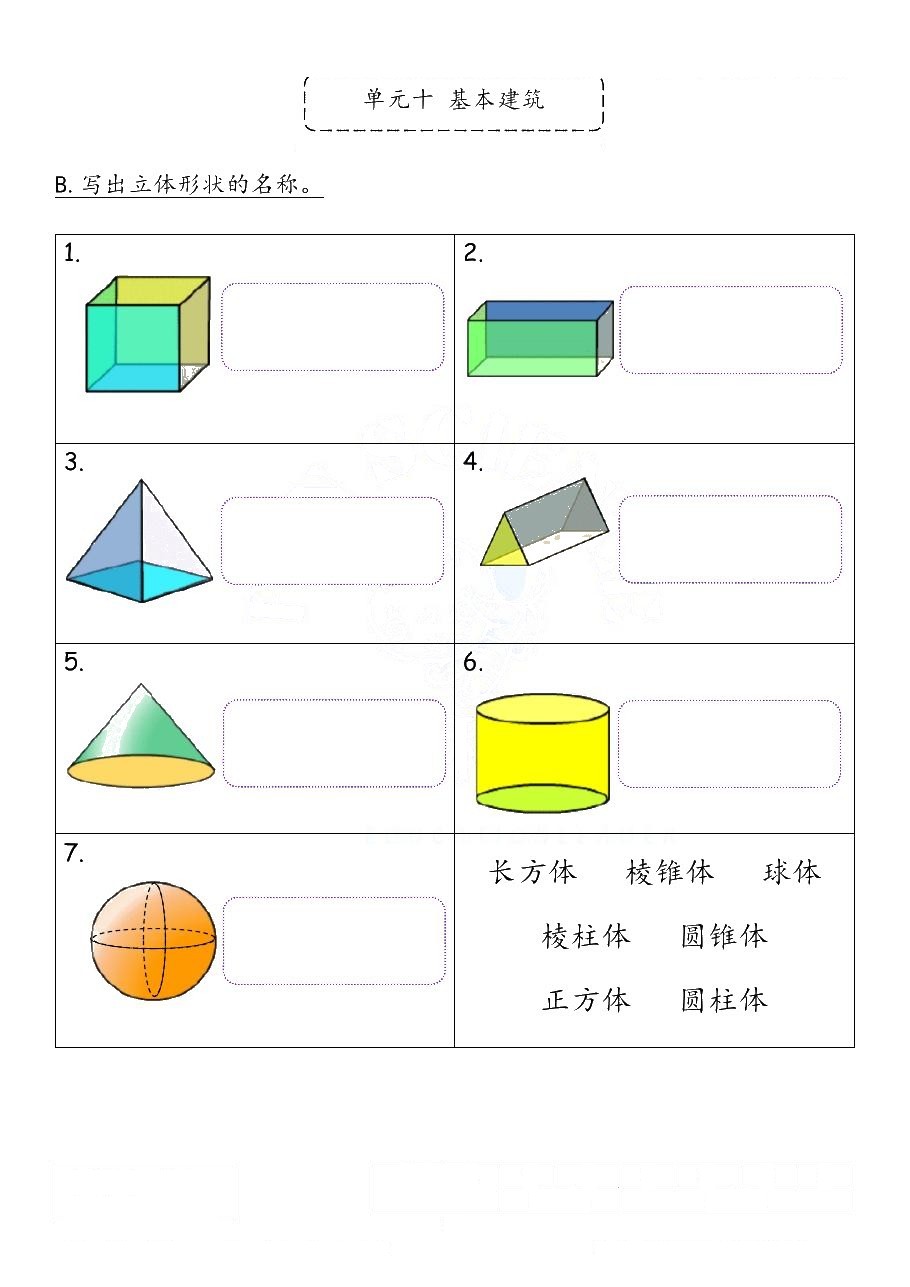 单元十 基本建筑
B. 写出立体形状的名称。
1.
2.
3.
4.
5.
6.
7.
长方体 棱锥体 球体
棱柱体 圆锥体
正方体 圆柱体